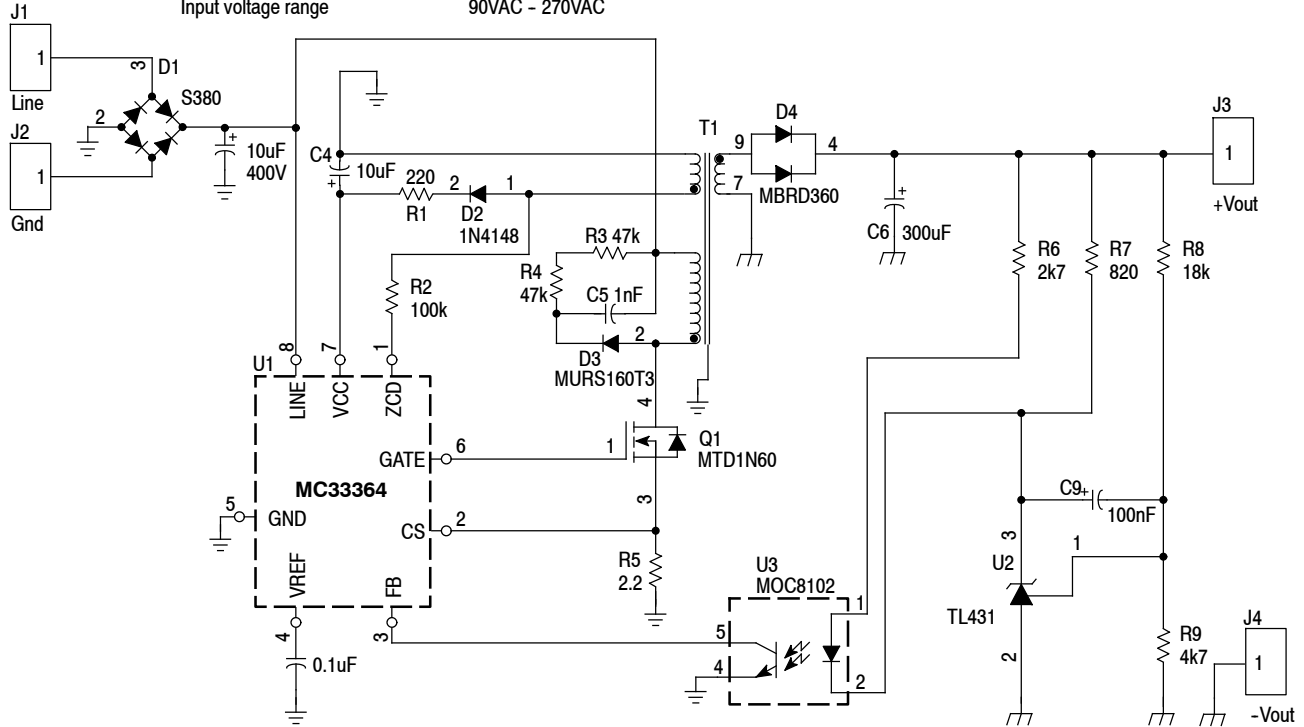 Input voltage range 90VAC – 270VAC
J1
1
Line
3
D1
S380
2
J2
1
Gnd
10uF
400V
+
C4
10uF
+
220
R1
2
D2
1N4148
1
R2
100k
R3 47k
R4
47k
C5 1nF
D3
MURS160T3
2
T1
9
7
D4
MBRD360
4
C6
300uF
+
R6
2k7
R7
820
R8
18k
J3
1
+Vout
U1
8
7
1
LINE
VCC
ZCD
GATE
6
MC33364
5
GND
CS
2
VREF
FB
4
3
0.1uF
4
1
Q1
MTD1N60
3
R5
2.2
U3
MOC8102
1
5
4
2
C9
+
100nF
3
U2
1
TL431
2
R9
4k7
J4
1
–Vout